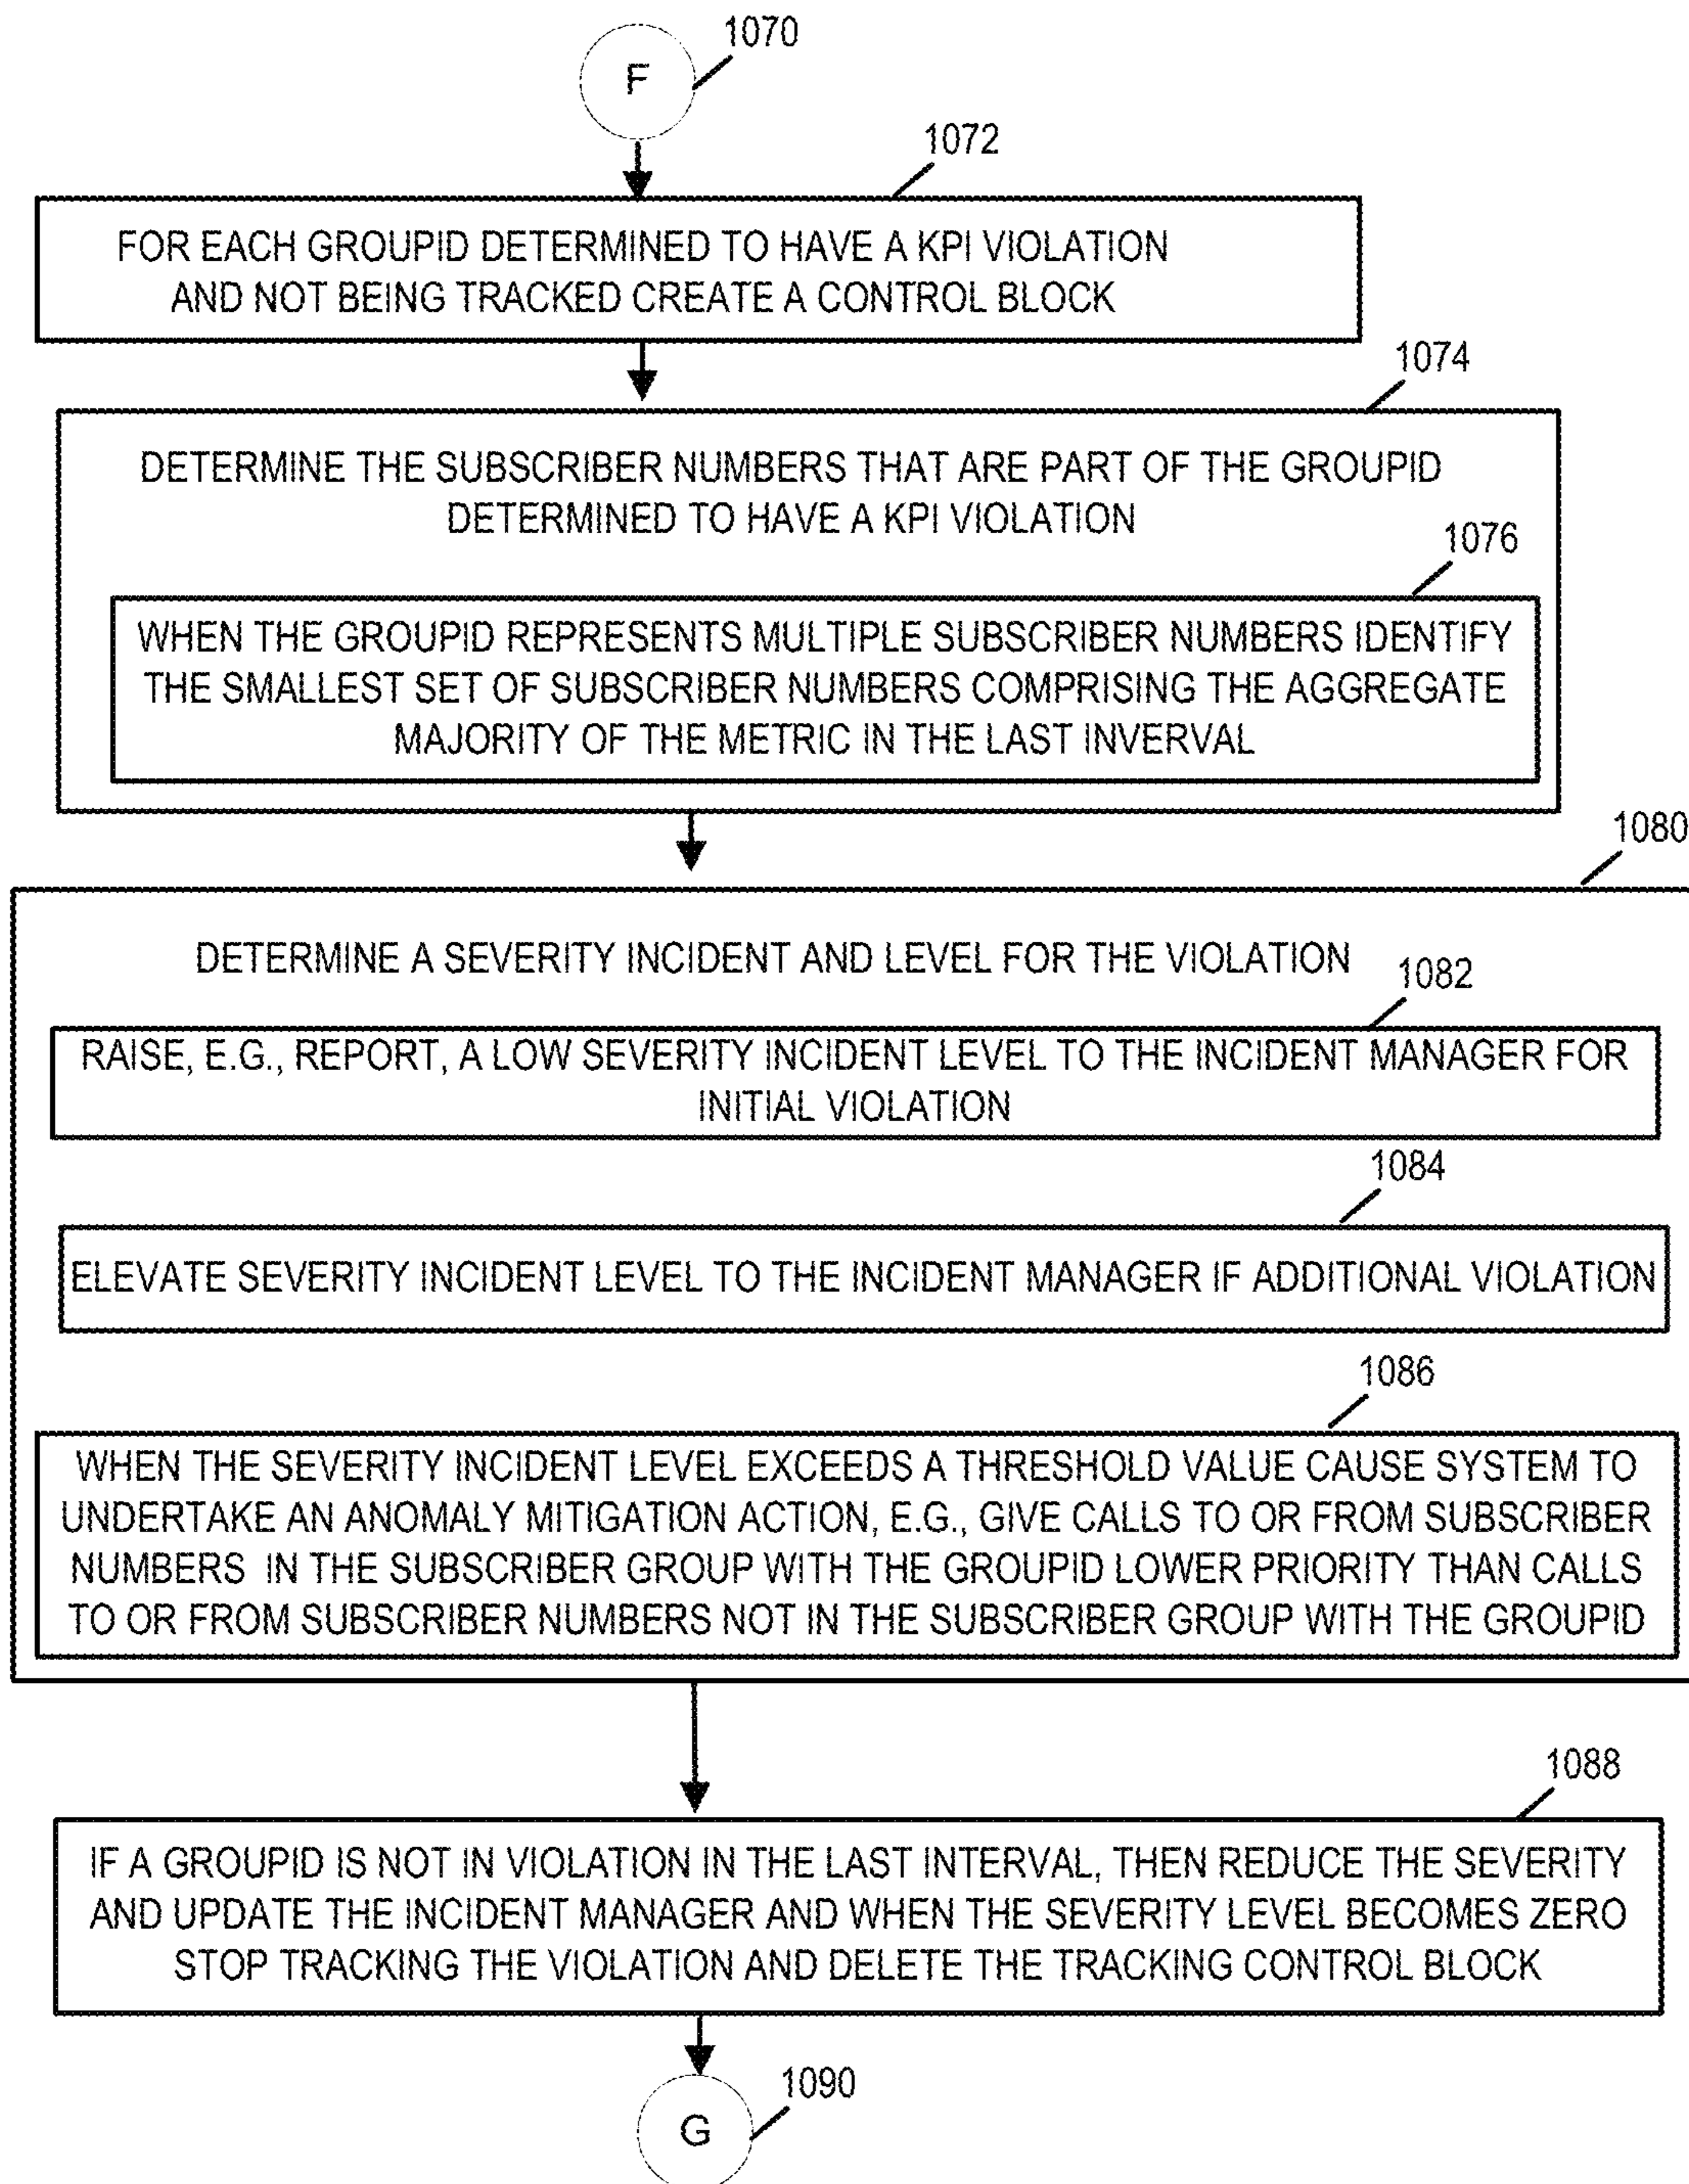 1070
F
1072
FOR EACH GROUPID DETERMINED TO HAVE A KPI VIOLATION
AND NOT BEING TRACKED CREATE A CONTROL BLOCK
1074
DETERMINE THE SUBSCRIBER NUMBERS THAT ARE PART OF THE GROUPID
DETERMINED TO HAVE A KPI VIOLATION
1076
WHEN THE GROUPID REPRESENTS MULTIPLE SUBSCRIBER NUMBERS IDENTIFY
THE SMALLEST SET OF SUBSCRIBER NUMBERS COMPRISING THE AGGREGATE
MAJORITY OF THE METRIC IN THE LAST INVERVAL
1080
DETERMINE A SEVERITY INCIDENT AND LEVEL FOR THE VIOLATION
1082
RAISE, E.G., REPORT, A LOW SEVERITY INCIDENT LEVEL TO THE INCIDENT MANAGER FOR
INITIAL VIOLATION
1084
ELEVATE SEVERITY INCIDENT LEVEL TO THE INCIDENT MANAGER IF ADDITIONAL VIOLATION
1086
WHEN THE SEVERITY INCIDENT LEVEL EXCEEDS A THRESHOLD VALUE CAUSE SYSTEM TO
UNDERTAKE AN ANOMALY MITIGATION ACTION, E.G., GIVE CALLS TO OR FROM SUBSCRIBER
NUMBERS IN THE SUBSCRIBER GROUP WITH THE GROUPID LOWER PRIORITY THAN CALLS
TO OR FROM SUBSCRIBER NUMBERS NOT IN THE SUBSCRIBER GROUP WITH THE GROUPID
1088
IF A GROUPID IS NOT IN VIOLATION IN THE LAST INTERVAL, THEN REDUCE THE SEVERITY
AND UPDATE THE INCIDENT MANAGER AND WHEN THE SEVERITY LEVEL BECOMES ZERO
STOP TRACKING THE VIOLATION AND DELETE THE TRACKING CONTROL BLOCK
1090
G